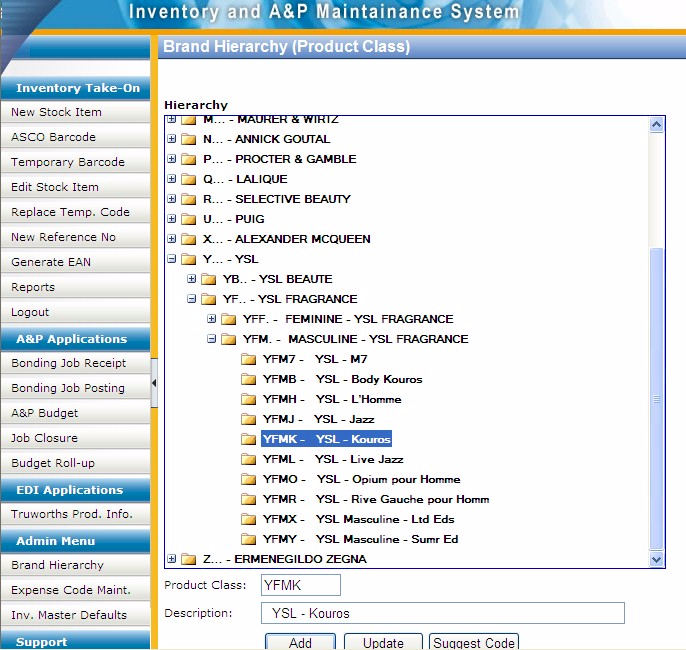 Inventory and A&P Maintainance System
Brand Hierarchy (Product Class)
Inventory Take-On
New Stock Item
ASCO Barcode
Temporary Barcode
Edit Stock Item
Replace Temp. Code
New Reference No
Generate EAN
Reports
Logout
A&P Applications
Bonding Job Receipt
Bonding Job Posting
A&P Budget
Job Closure
Budget Roll-up
EDI Applications
Truworths Prod. Info.
Admin Menu
Brand Hierarchy
Expense Code Maint.
Inv. Master Defaults
Support
Hierarchy
M... - MAURER & WIRTZ
N... - ANNICK GOUTAL
P... - PROCTER & GAMBLE
Q... - LALIQUE
R... - SELECTIVE BEAUTY
U... - PUIG
X... - ALEXANDER MCQUEEN
Y... - YSL
YB.. - YSL BEAUTE
YF.. - YSL FRAGRANCE
YFF. - FEMININE - YSL FRAGRANCE
YFM. - MASCULINE - YSL FRAGRANCE
YFM7 - YSL - M7
YFMB - YSL - Body Kouros
YFMH - YSL - L'Homme
YFMJ - YSL - Jazz
YFMK - YSL - Kouros
YFML - YSL - Live Jazz
YFMO - YSL - Opium pour Homme
YFMR - YSL - Rive Gauche pour Homm
YFMX - YSL Masculine - Ltd Eds
YFMY - YSL Masculine - Sumr Ed
Z... - ERMENEGILDO ZEGNA
Product Class: YFMK
Description: YSL - Kouros
Add Update Suggest Code